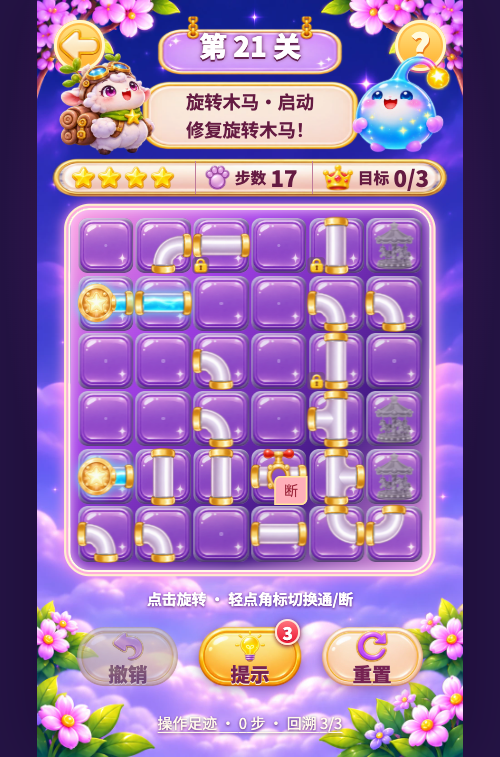 第 21 关
?
旋转木马·启动
修复旋转木马!
步数 17 目标 0/3
断
点击旋转 · 轻点角标切换通/断
3
撤销 提示 重置
操作足迹 · 0 步 · 回溯 3/3